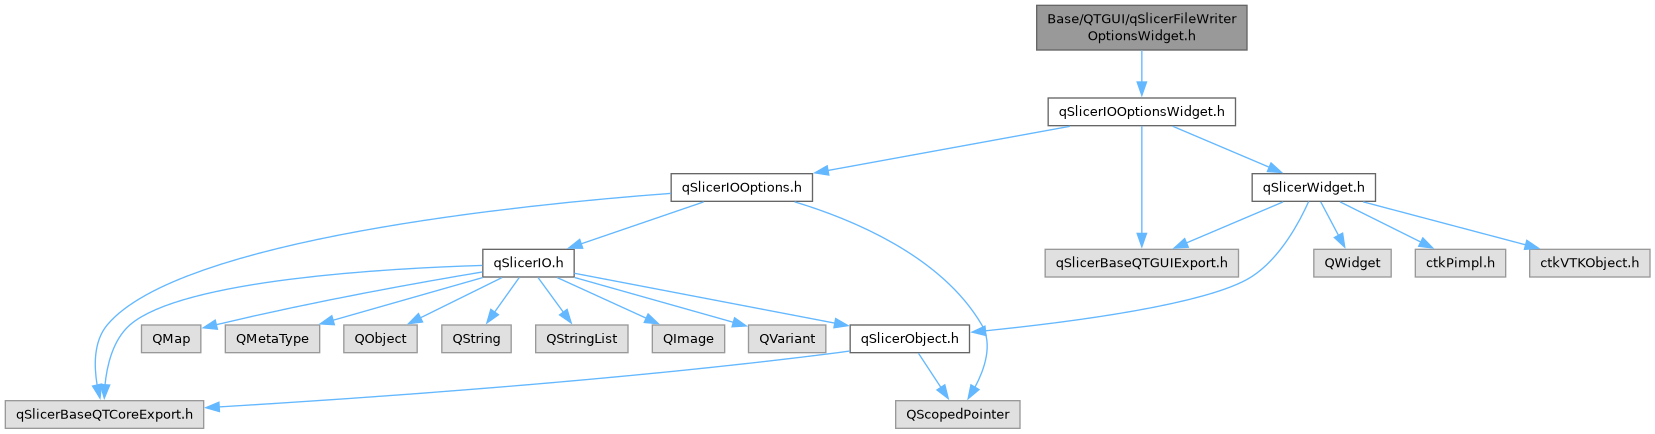 Base/QTGUI/qSlicerFileWriter
OptionsWidget.h
qSlicerIOOptionsWidget.h
qSlicerIOOptions.h
qSlicerWidget.h
qSlicerIO.h
qSlicerBaseQTGUIExport.h
QWidget
ctkPimpl.h
ctkVTKObject.h
QMap
QMetaType
QObject
QString
QStringList
QImage
QVariant
qSlicerObject.h
qSlicerBaseQTCoreExport.h
QScopedPointer